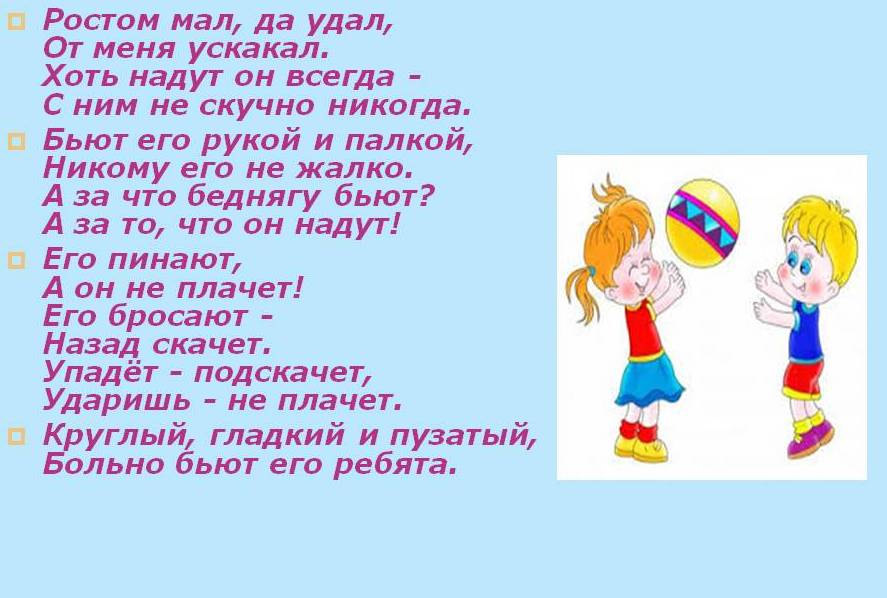 Ростом мал, да удал,
От меня ускакал.
Хоть надут он всегда -
С ним не скучно никогда.
Бьют его рукой и палкой,
Никому его не жалко.
А за что беднягу бьют?
А за то, что он надут!
Его пинают,
А он не плачет!
Его бросают -
Назад скачет.
Упадёт - подскачет,
Ударишь - не плачет.
Круглый, гладкий и пузатый,
Больно бьют его ребята.